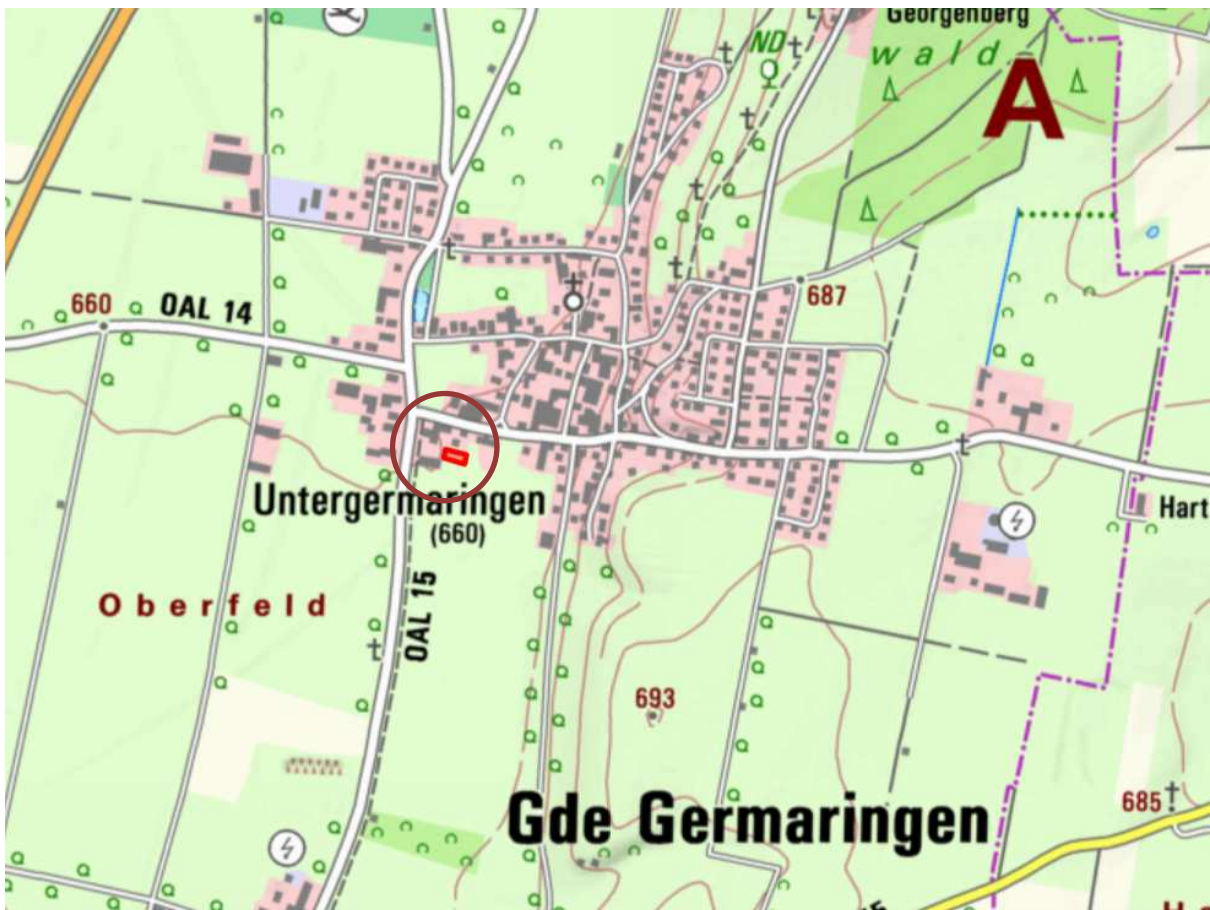 Georgenberg
ND
wald
A
660
OAL 14
687
Untergermaringen
(660)
Hart
Oberfeld
OAL 15
693
685
Gde Germaringen